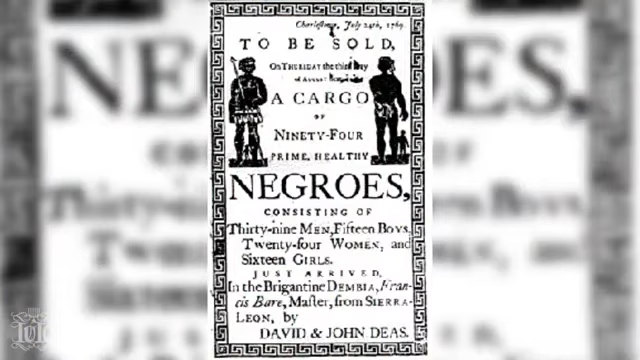 Charlestown, July 24th, 1769.
TO BE SOLD,
On THURSDAY the third Day
of AUGUST
A CARGO
OF
NINETY-FOUR
PRIME, HEALTHY
NEGROES,
CONSISTING OF
Thirty-nine MEN, Fifteen BOYS,
Twenty-four WOMEN, and
Sixteen GIRLS.
JUST ARRIVED,
In the Brigantine DEMBIA, Fran-
cis Bare, Master, from SIERRA-
LEON, by
DAVID & JOHN DEAS.